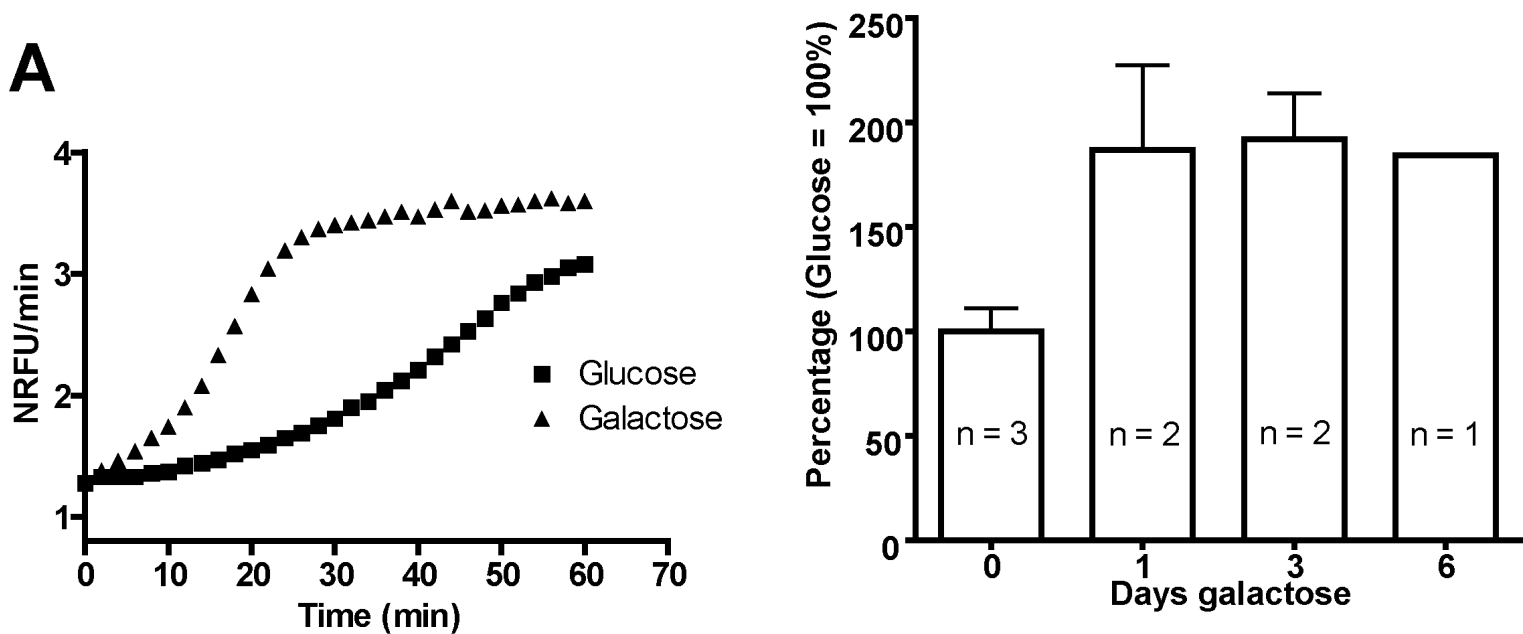 A
NRFU/min
4
3
2
1
0 10 20 30 40 50 60 70
Time (min)
Glucose
Galactose
Percentage (Glucose = 100%)
250
200
150
100
50
0
n = 3 n = 2 n = 2 n = 1
0 1 3 6
Days galactose